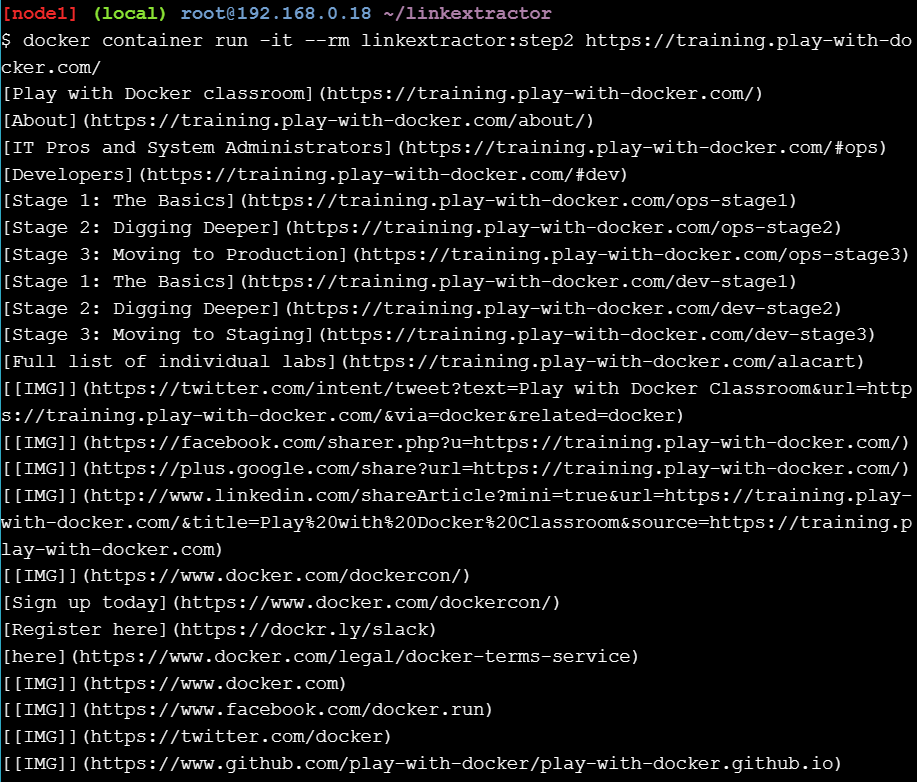 [node1] (local) root@192.168.0.18 ~/linkextractor
$ docker container run -it --rm linkextractor:step2 https://training.play-with-do
cker.com/
[Play with Docker classroom](https://training.play-with-docker.com/)
[About](https://training.play-with-docker.com/about/)
[IT Pros and System Administrators](https://training.play-with-docker.com/#ops)
[Developers](https://training.play-with-docker.com/#dev)
[Stage 1: The Basics](https://training.play-with-docker.com/ops-stage1)
[Stage 2: Digging Deeper](https://training.play-with-docker.com/ops-stage2)
[Stage 3: Moving to Production](https://training.play-with-docker.com/ops-stage3)
[Stage 1: The Basics](https://training.play-with-docker.com/dev-stage1)
[Stage 2: Digging Deeper](https://training.play-with-docker.com/dev-stage2)
[Stage 3: Moving to Staging](https://training.play-with-docker.com/dev-stage3)
[Full list of individual labs](https://training.play-with-docker.com/alacart)
[[IMG]](https://twitter.com/intent/tweet?text=Play with Docker Classroom&url=http
s://training.play-with-docker.com/&via=docker&related=docker)
[[IMG]](https://facebook.com/sharer.php?u=https://training.play-with-docker.com/)
[[IMG]](https://plus.google.com/share?url=https://training.play-with-docker.com/)
[[IMG]](http://www.linkedin.com/shareArticle?mini=true&url=https://training.play-
with-docker.com/&title=Play%20with%20Docker%20Classroom&source=https://training.p
lay-with-docker.com)
[[IMG]](https://www.docker.com/dockercon/)
[Sign up today](https://www.docker.com/dockercon/)
[Register here](https://dockr.ly/slack)
[here](https://www.docker.com/legal/docker-terms-service)
[[IMG]](https://www.docker.com)
[[IMG]](https://www.facebook.com/docker.run)
[[IMG]](https://twitter.com/docker)
[[IMG]](https://www.github.com/play-with-docker/play-with-docker.github.io)